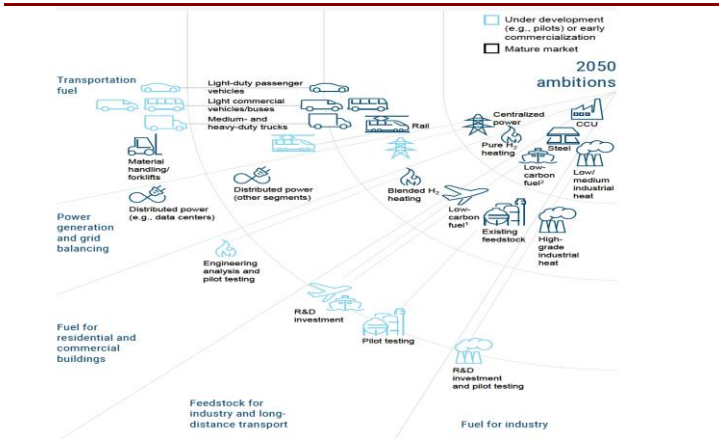 Under development
(e.g., pilots) or early
commercialization
Mature market
2050
ambitions
Transportation
fuel
Light-duty passenger
vehicles
Light commercial
vehicles/buses
Medium- and
heavy-duty trucks
Rail
Centralized
power
CCU
Pure H₂
heating
Steel
Low-
carbon
fuel²
Low/
medium
industrial
heat
Material
handling/
forklifts
Distributed power
(e.g., data centers)
Distributed power
(other segments)
Blended H₂
heating
Low-
carbon
fuel¹
Existing
feedstock
High-
grade
industrial
heat
Power
generation
and grid
balancing
Engineering
analysis and
pilot testing
R&D
investment
Pilot testing
R&D
investment
and pilot testing
Fuel for
residential and
commercial
buildings
Feedstock for
industry and long-
distance transport
Fuel for industry